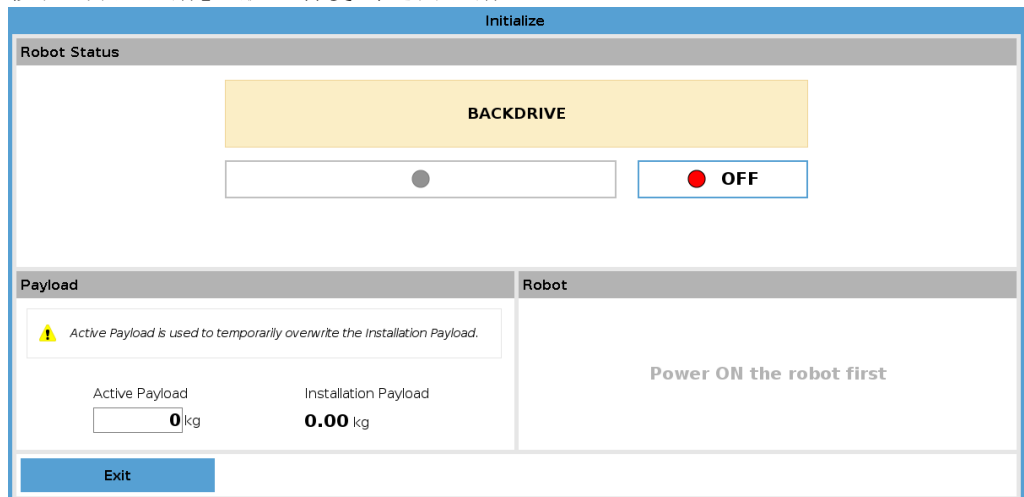 Initialize
Robot Status
BACKDRIVE
OFF
Payload
Robot
Active Payload is used to temporarily overwrite the Installation Payload.
Power ON the robot first
Active Payload
Installation Payload
0 kg
0.00 kg
Exit